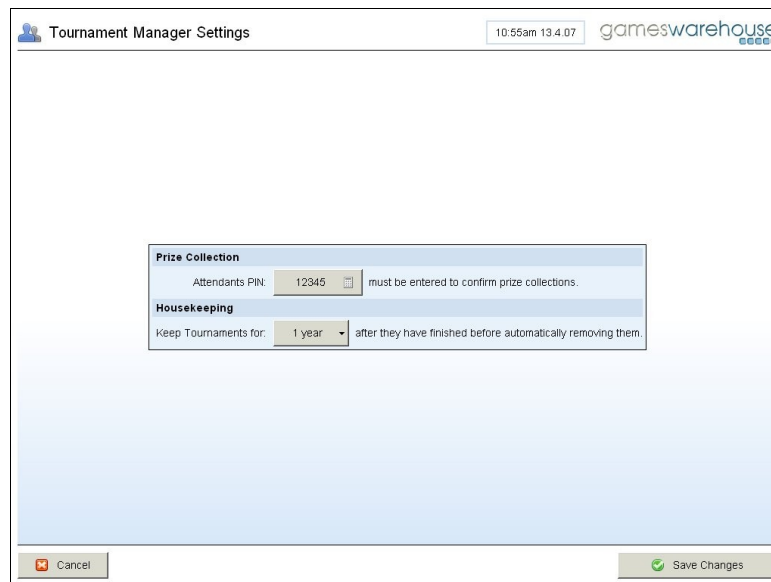 Tournament Manager Settings
10:55am 13.4.07
gameswarehouse
Prize Collection
Attendants PIN: 12345 must be entered to confirm prize collections.
Housekeeping
Keep Tournaments for: 1 year after they have finished before automatically removing them.
Cancel
Save Changes